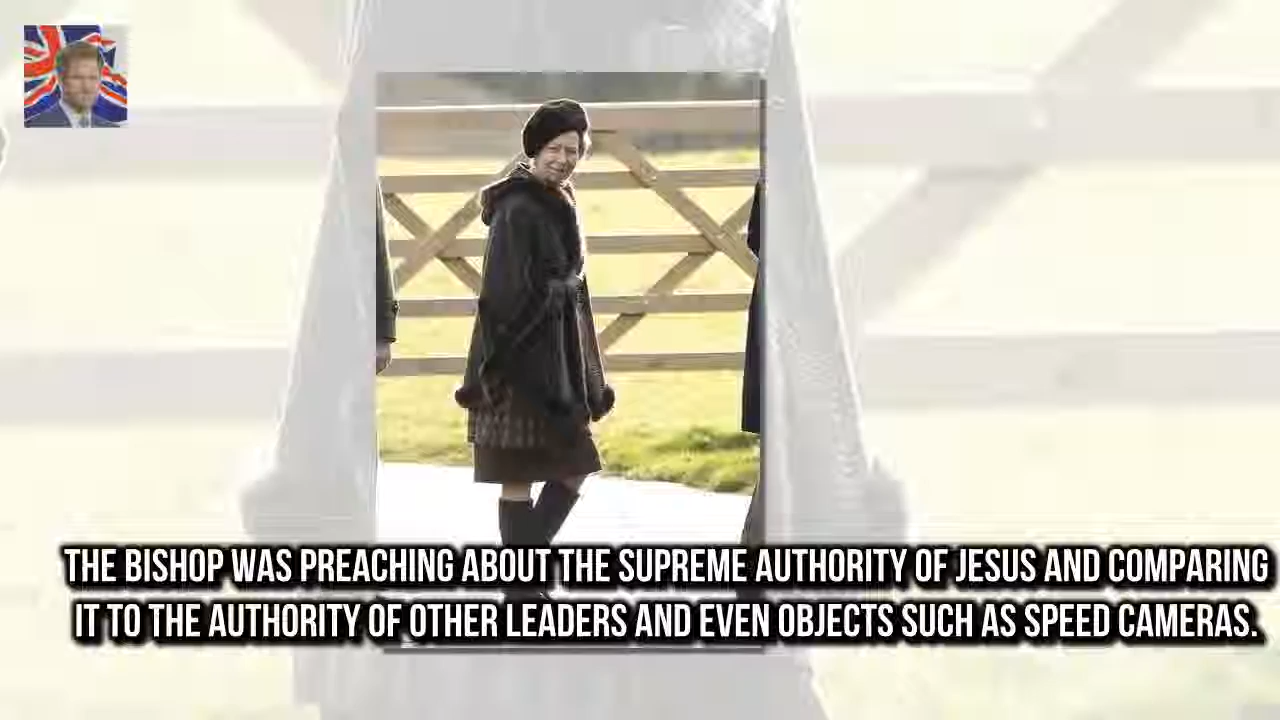 THE BISHOP WAS PREACHING ABOUT THE SUPREME AUTHORITY OF JESUS AND COMPARING
IT TO THE AUTHORITY OF OTHER LEADERS AND EVEN OBJECTS SUCH AS SPEED CAMERAS.